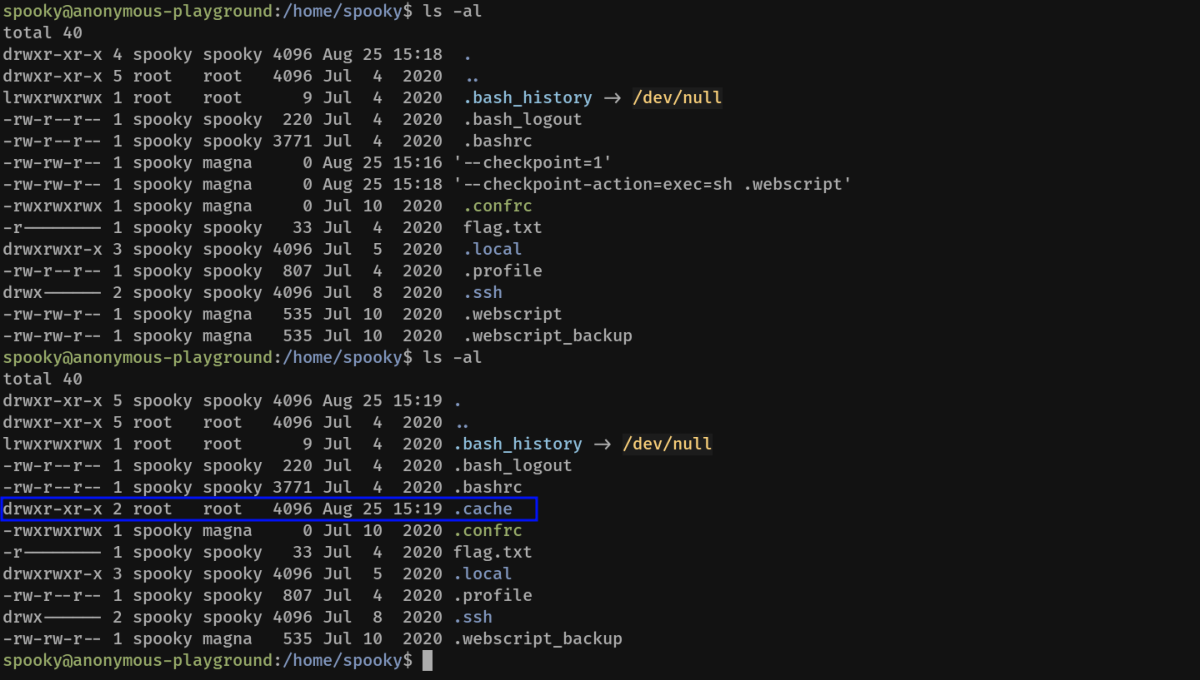 spooky@anonymous-playground:/home/spooky$ ls -al
total 40
drwxr-xr-x 4 spooky spooky 4096 Aug 25 15:18  .
drwxr-xr-x 5 root   root   4096 Jul  4  2020  ..
lrwxrwxrwx 1 root   root      9 Jul  4  2020  .bash_history -> /dev/null
-rw-r--r-- 1 spooky spooky  220 Jul  4  2020  .bash_logout
-rw-r--r-- 1 spooky spooky 3771 Jul  4  2020  .bashrc
-rw-rw-r-- 1 spooky magna     0 Aug 25 15:16 '--checkpoint=1'
-rw-rw-r-- 1 spooky magna     0 Aug 25 15:18 '--checkpoint-action=exec=sh .webscript'
-rwxrwxrwx 1 spooky magna     0 Jul 10  2020  .confrc
-r-------- 1 spooky spooky   33 Jul  4  2020  flag.txt
drwxrwxr-x 3 spooky spooky 4096 Jul  5  2020  .local
-rw-r--r-- 1 spooky spooky  807 Jul  4  2020  .profile
drwx------ 2 spooky spooky 4096 Jul  8  2020  .ssh
-rw-rw-r-- 1 spooky magna   535 Jul 10  2020  .webscript
-rw-rw-r-- 1 spooky magna   535 Jul 10  2020  .webscript_backup
spooky@anonymous-playground:/home/spooky$ ls -al
total 40
drwxr-xr-x 5 spooky spooky 4096 Aug 25 15:19 .
drwxr-xr-x 5 root   root   4096 Jul  4  2020 ..
lrwxrwxrwx 1 root   root      9 Jul  4  2020 .bash_history -> /dev/null
-rw-r--r-- 1 spooky spooky  220 Jul  4  2020 .bash_logout
-rw-r--r-- 1 spooky spooky 3771 Jul  4  2020 .bashrc
drwxr-xr-x 2 root   root   4096 Aug 25 15:19 .cache
-rwxrwxrwx 1 spooky magna     0 Jul 10  2020 .confrc
-r-------- 1 spooky spooky   33 Jul  4  2020 flag.txt
drwxrwxr-x 3 spooky spooky 4096 Jul  5  2020 .local
-rw-r--r-- 1 spooky spooky  807 Jul  4  2020 .profile
drwx------ 2 spooky spooky 4096 Jul  8  2020 .ssh
-rw-rw-r-- 1 spooky magna   535 Jul 10  2020 .webscript_backup
spooky@anonymous-playground:/home/spooky$